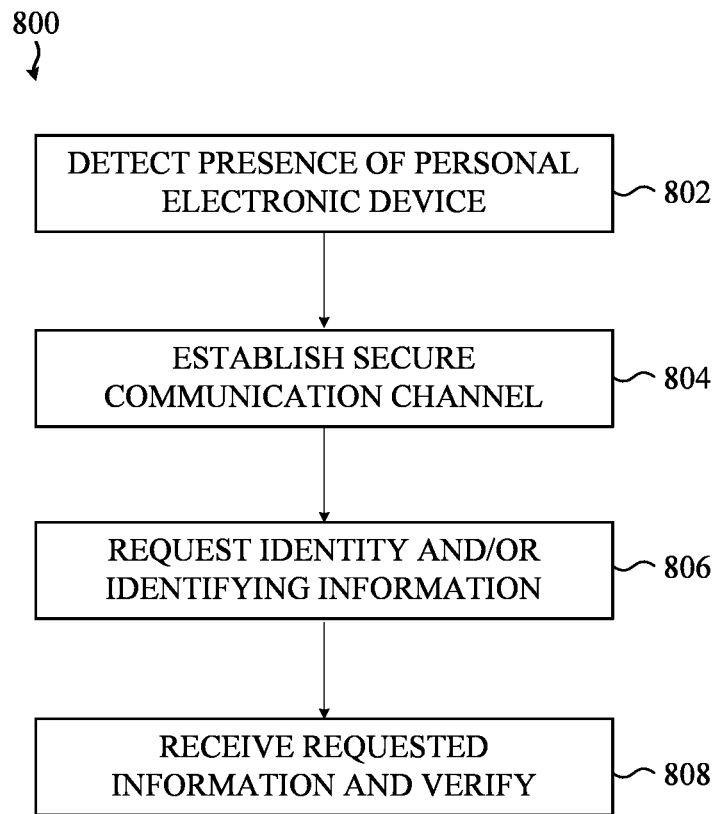 800
DETECT PRESENCE OF PERSONAL
ELECTRONIC DEVICE
802
ESTABLISH SECURE
COMMUNICATION CHANNEL
804
REQUEST IDENTITY AND/OR
IDENTIFYING INFORMATION
806
RECEIVE REQUESTED
INFORMATION AND VERIFY
808